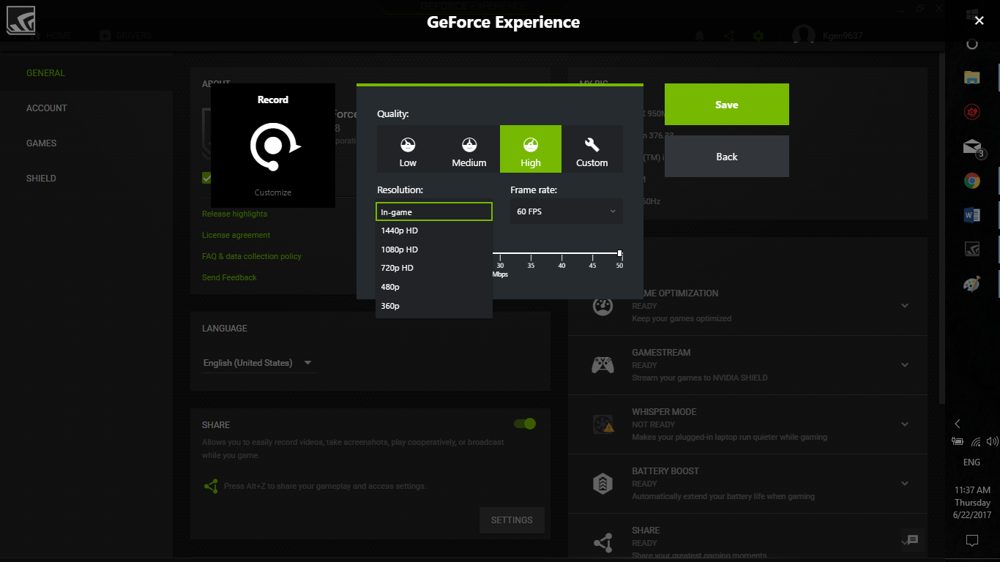 GEFORCE EXPERIENCE
GeForce Experience
HOME
DRIVERS
Kgen9637
GENERAL
ACCOUNT
GAMES
SHIELD
ABOUT
Force
8
Release highlights
License agreement
FAQ & data collection policy
Send Feedback
Record
Customize
Quality:
Low
Medium
High
Custom
Resolution:
Frame rate:
In-game
60 FPS
1440p HD
1080p HD
720p HD
480p
360p
30
35
40
45
50
Mbps
Save
Back
MY RIG
950M
376.33
(TM) i
60Hz
LANGUAGE
English (United States)
SHARE
Allows you to easily record videos, take screenshots, play cooperatively, or broadcast
while you game.
Press Alt+Z to share your gameplay and access settings.
SETTINGS
GAME OPTIMIZATION
READY
Keep your games optimized
GAMESTREAM
READY
Stream your games to NVIDIA SHIELD
WHISPER MODE
NOT READY
Makes your plugged-in laptop run quieter while gaming
BATTERY BOOST
READY
Automatically extend your battery life when gaming
SHARE
READY
Share your greatest gaming moments
3
ENG
11:37 AM
Thursday
6/22/2017